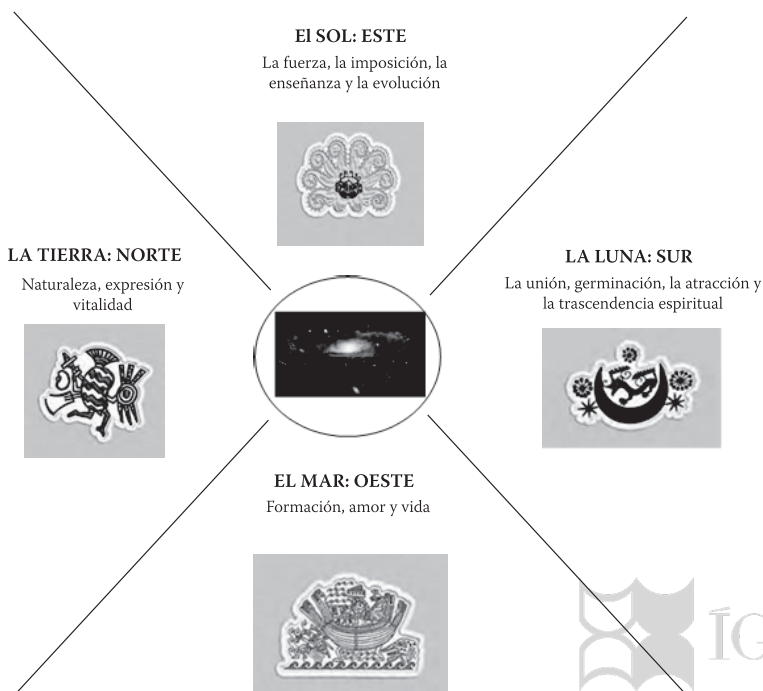 El SOL: ESTE
La fuerza, la imposición, la
enseñanza y la evolución
LA TIERRA: NORTE
Naturaleza, expresión y
vitalidad
LA LUNA: SUR
La unión, germinación, la atracción y
la trascendencia espiritual
EL MAR: OESTE
Formación, amor y vida